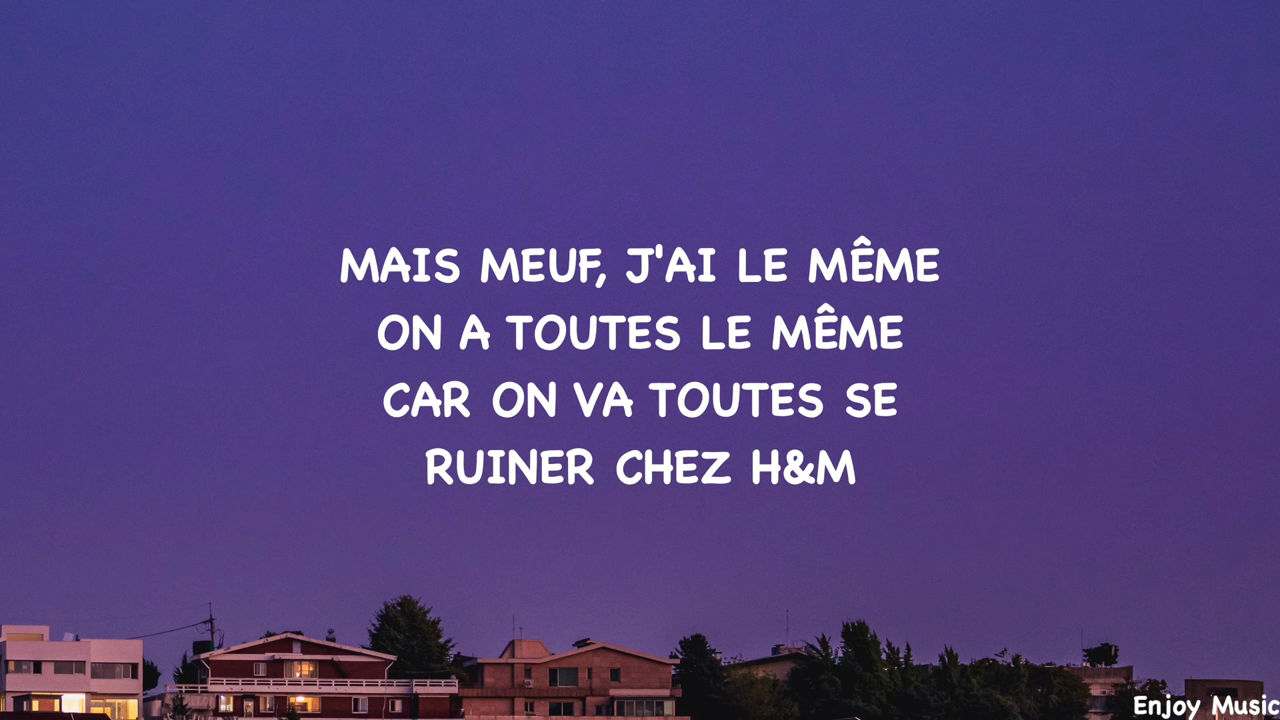 MAIS MEUF, J'AI LE MÊME
ON A TOUTES LE MÊME
CAR ON VA TOUTES SE
RUINER CHEZ H&M
Enjoy Music